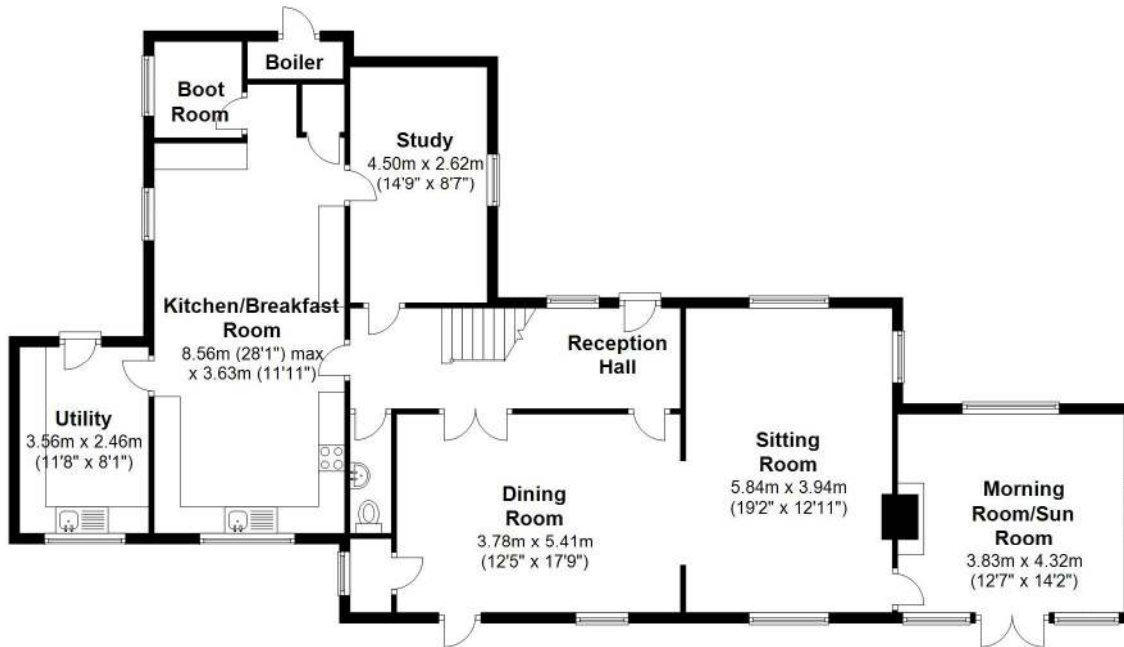 Boiler
Boot
Room
Study
4.50m x 2.62m
(14'9" x 8'7")
Kitchen/Breakfast
Room
8.56m (28'1") max
x 3.63m (11'11")
Reception
Hall
Utility
3.56m x 2.46m
(11'8" x 8'1")
Dining
Room
3.78m x 5.41m
(12'5" x 17'9")
Sitting
Room
5.84m x 3.94m
(19'2" x 12'11")
Morning
Room/Sun
Room
3.83m x 4.32m
(12'7" x 14'2")